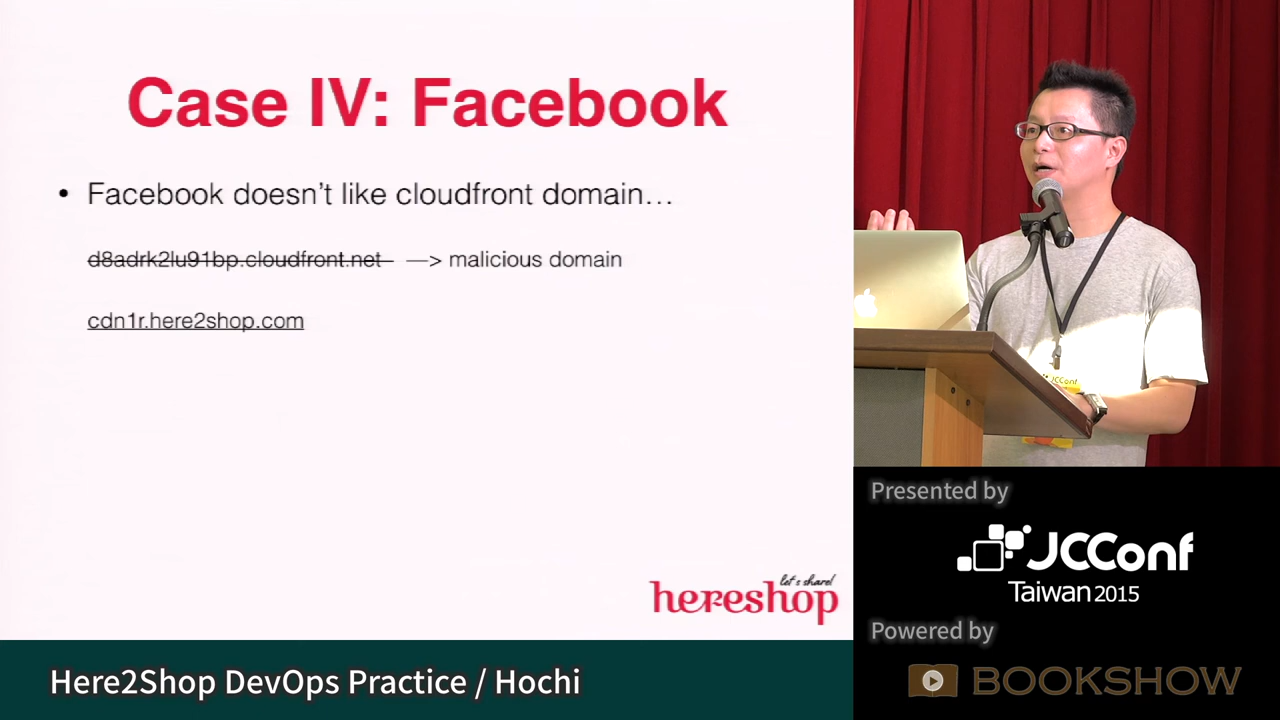 Case IV: Facebook
• Facebook doesn't like cloudfront domain…
d8adrk2lu91bp.cloudfront.net —> malicious domain
cdn1r.here2shop.com
let's share!
hereshop
Here2Shop DevOps Practice / Hochi
JCConf
Presented by
JCConf
Taiwan 2015
Powered by
BOOKSHOW